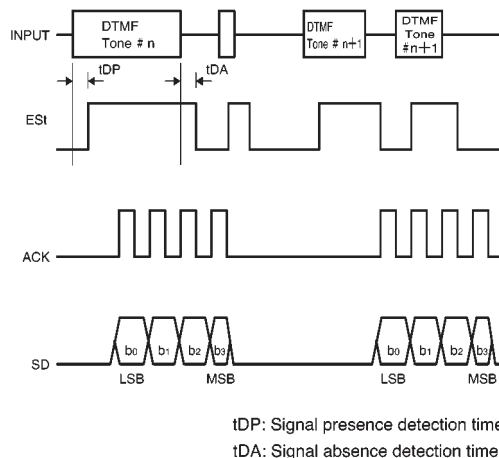 INPUT
DTMF
Tone # n
DTMF
Tone #n+1
DTMF
Tone
#n+1
tDP
tDA
ESt
ACK
SD
b0
b1
b2
b3
b0
b1
b2
b3
LSB
MSB
LSB
MSB
tDP: Signal presence detection time
tDA: Signal absence detection time